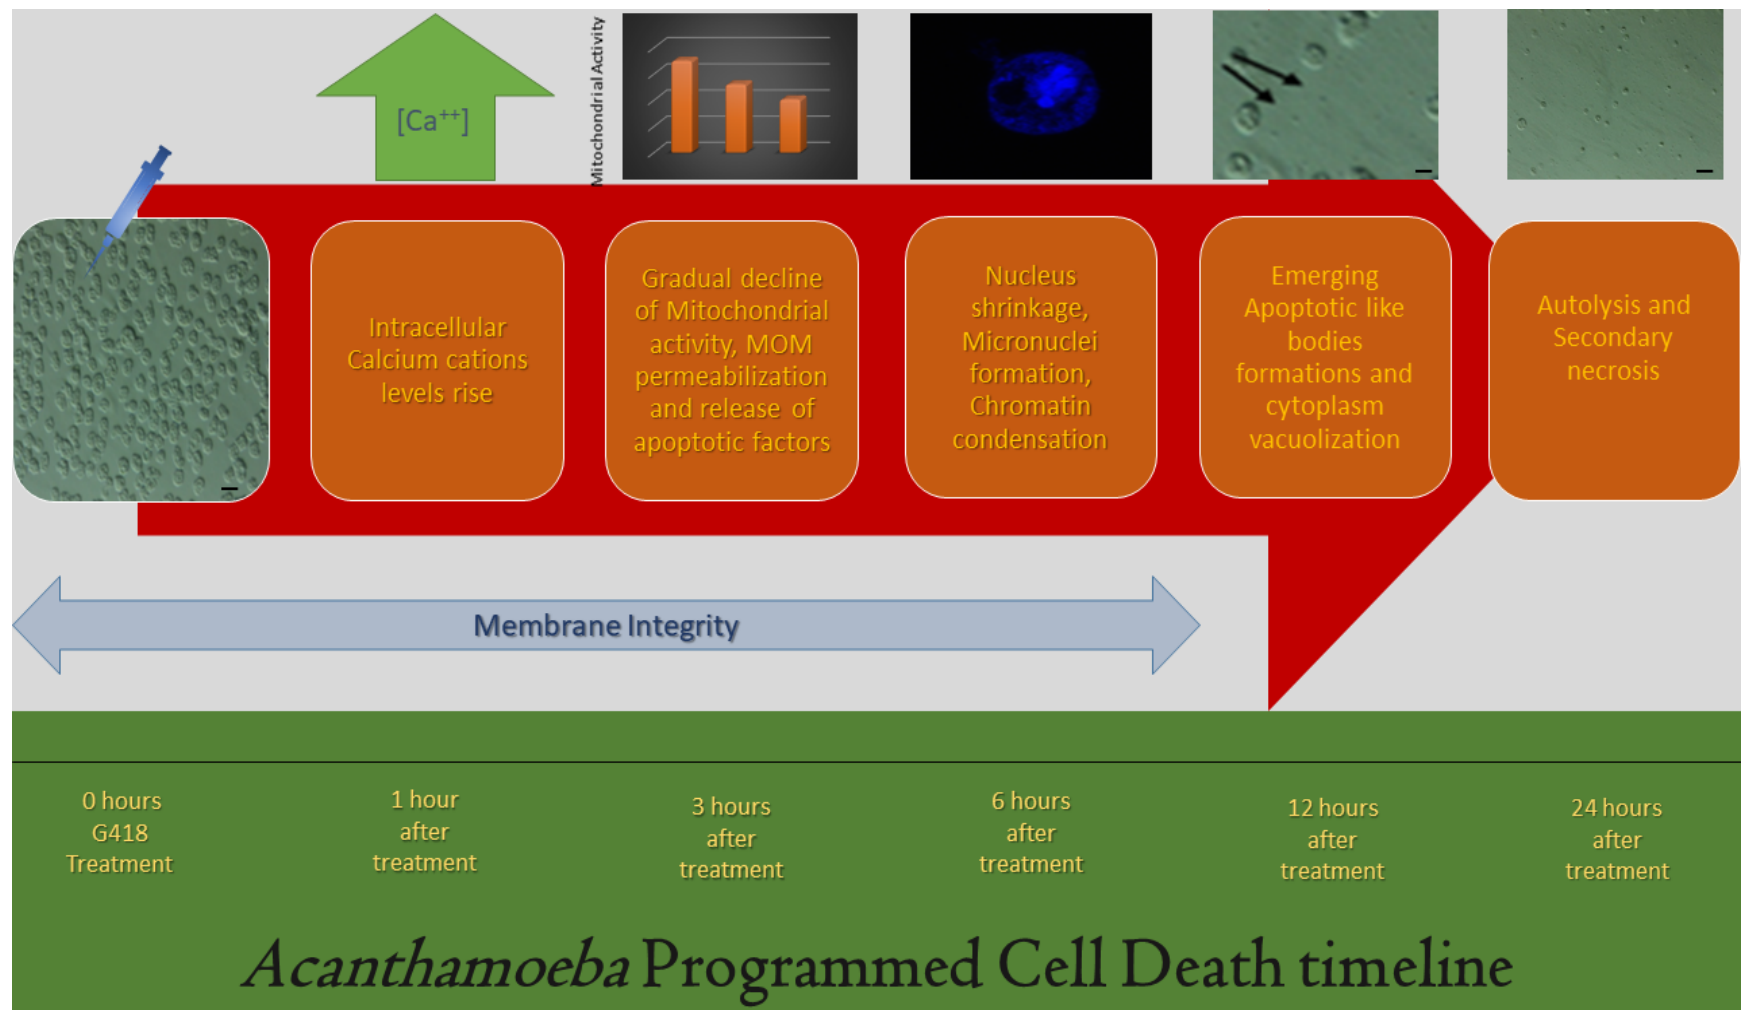 [Ca⁺⁺]
Mitochondrial Activity
Intracellular
Calcium cations
levels rise
Gradual decline
of Mitochondrial
activity, MOM
permeabilization
and release of
apoptotic factors
Nucleus
shrinkage,
Micronuclei
formation,
Chromatin
condensation
Emerging
Apoptotic like
bodies
formations and
cytoplasm
vacuolization
Autolysis and
Secondary
necrosis
Membrane Integrity
0 hours
G418
Treatment
1 hour
after
treatment
3 hours
after
treatment
6 hours
after
treatment
12 hours
after
treatment
24 hours
after
treatment
Acanthamoeba Programmed Cell Death timeline